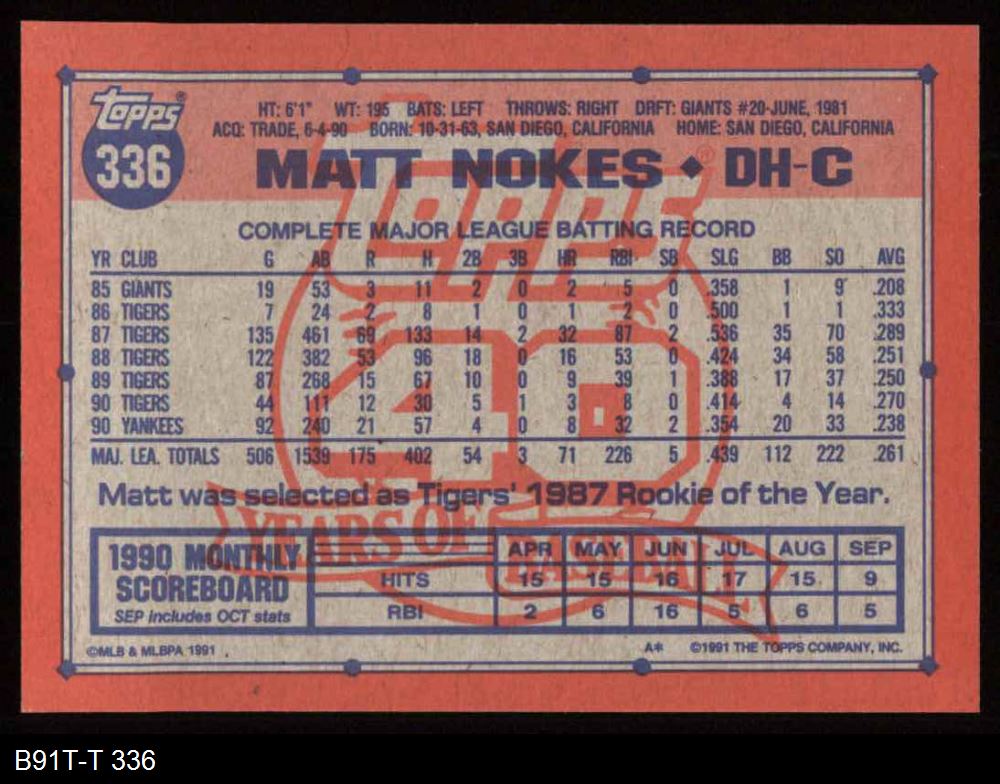 Topps®
336
HT: 6'1" WT: 195 BATS: LEFT THROWS: RIGHT DRFT: GIANTS #20-JUNE, 1981
ACQ: TRADE, 6-4-90 BORN: 10-31-63, SAN DIEGO, CALIFORNIA HOME: SAN DIEGO, CALIFORNIA
MATT NOKES ◆ DH-C
Topps®
40
YEARS OF BASEBALL
COMPLETE MAJOR LEAGUE BATTING RECORD
YR CLUB G AB R H 2B 3B HR RBI SB SLG BB SO AVG
85 GIANTS 19 53 3 11 2 0 2 5 0 .358 1 9 .208
86 TIGERS 7 24 2 8 1 0 1 2 0 .500 1 1 .333
87 TIGERS 135 461 69 133 14 2 32 87 2 .536 35 70 .289
88 TIGERS 122 382 53 96 18 0 16 53 0 .424 34 58 .251
89 TIGERS 87 268 15 67 10 0 9 39 1 .388 17 37 .250
90 TIGERS 44 111 12 30 5 1 3 8 0 .414 4 14 .270
90 YANKEES 92 240 21 57 4 0 8 32 2 .354 20 33 .238
MAJ. LEA. TOTALS 506 1539 175 402 54 3 71 226 5 .439 112 222 .261
Matt was selected as Tigers' 1987 Rookie of the Year.
1990 MONTHLY
SCOREBOARD
SEP includes OCT stats
APR MAY JUN JUL AUG SEP
HITS 15 15 16 17 15 9
RBI 2 6 16 5 6 5
©MLB & MLBPA 1991 A* ©1991 THE TOPPS COMPANY, INC.
B91T-T 336